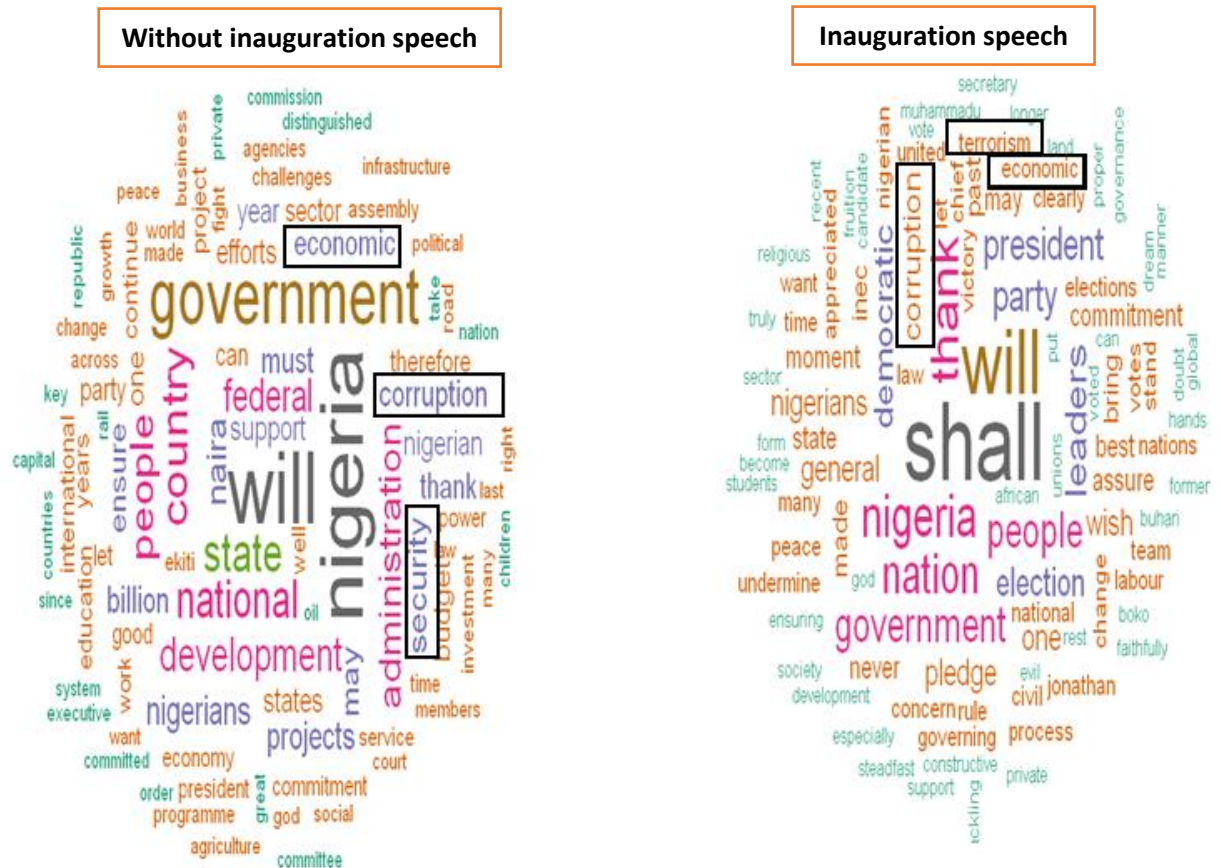 Without inauguration speech
commission
distinguished
private
business
agencies
infrastructure
challenges
peace
project
fight
year
sector
assembly
world
made
efforts
economic
political
republic
growth
continue
government
take
road
nation
change
across
can
must
therefore
key
party
one
federal
corruption
rail
people
country
support
nigeria
nigerian
right
capital
years
international
ensure
naira
will
administration
thank
last
countries
let
ekiti
state
well
security
power
law
budget
many
children
since
education
billion
national
oil
investment
good
development
may
time
members
system
executive
work
nigerians
states
want
projects
service
committed
economy
court
order
president
great
commitment
programme
god
social
agriculture
committee
Inauguration speech
secretary
muhammadu
longer
vote
terrorism
land
united
nigerian
economic
proper
governance
recent
fruition
candidate
corruption
let
chief
past
may
clearly
religious
appreciated
democratic
thank
victory
president
dream
manner
want
inec
party
elections
truly
time
commitment
moment
law
will
put
can
doubt
global
sector
leaders
voted
bring
votes
stand
nigerians
shall
hands
form
state
best
nations
become
general
unions
assure
former
students
african
many
nigeria
people
wish
buhari
peace
made
team
undermine
god
nation
election
change
labour
ensuring
national
boko
government
one
rest
faithfully
society
never
pledge
evil
development
civil
jonathan
concern
rule
especially
governing
process
steadfast
constructive
support
private
ckling